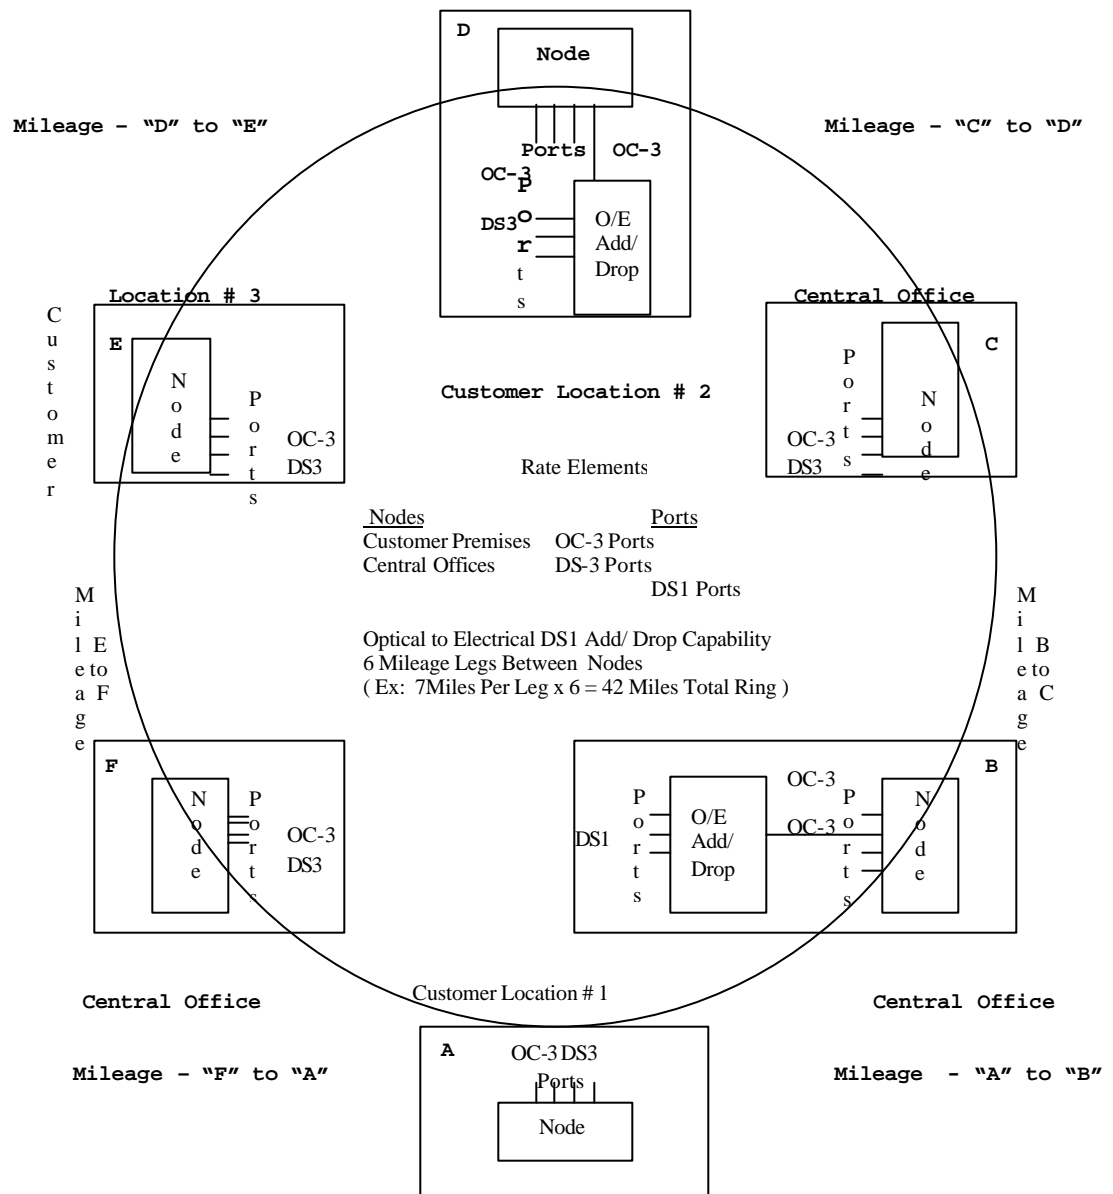 D
Node
Mileage – “D” to “E”
Mileage – “C” to “D”
Ports
OC-3
OC-3
Ports
DS3
O/E
Add/
Drop
Location # 3
Customer
E
Node
Ports
OC-3
DS3
Central Office
C
Ports
Node
OC-3
DS3
Customer Location # 2
Rate Elements
Nodes Ports
Customer Premises OC-3 Ports
Central Offices DS-3 Ports
DS1 Ports
Optical to Electrical DS1 Add/ Drop Capability
6 Mileage Legs Between Nodes
( Ex: 7Miles Per Leg x 6 = 42 Miles Total Ring )
Mileage
E
to
F
Mileage
B
to
C
F
Node
Ports
OC-3
DS3
B
Ports
DS1
O/E
Add/
Drop
OC-3
OC-3
Ports
Node
Central Office
Customer Location # 1
Central Office
A
OC-3 DS3
Ports
Node
Mileage – “F” to “A”
Mileage - “A” to “B”